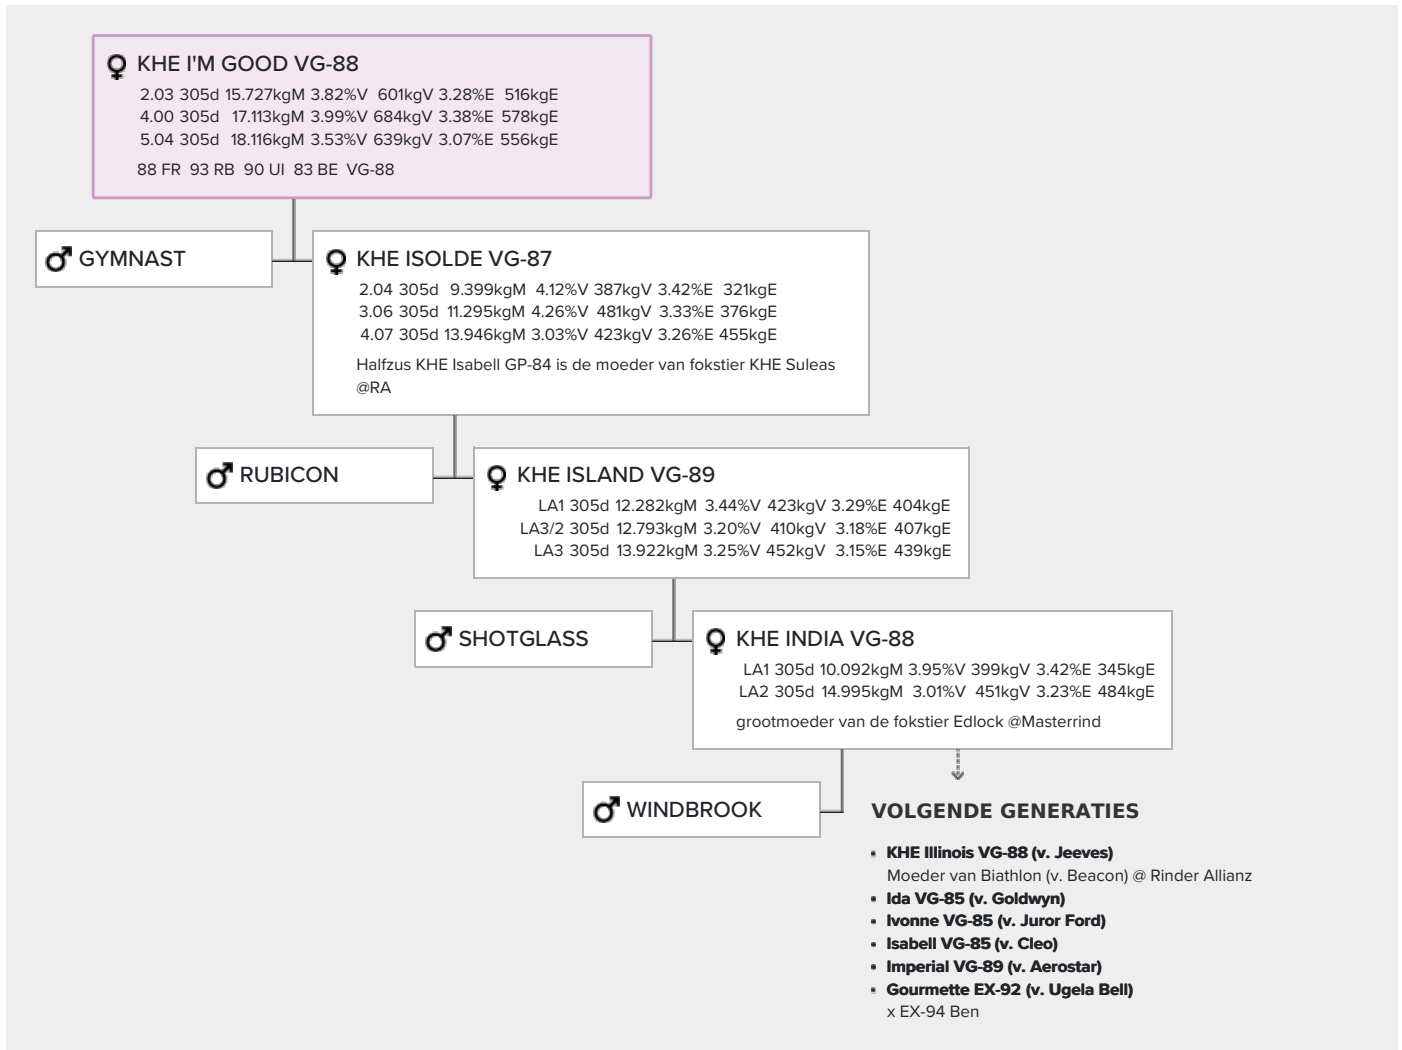 KHE I'M GOOD VG-88
2.03 305d 15.727kgM 3.82%V 601kgV 3.28%E 516kgE
4.00 305d 17.113kgM 3.99%V 684kgV 3.38%E 578kgE
5.04 305d 18.116kgM 3.53%V 639kgV 3.07%E 556kgE
88 FR 93 RB 90 UI 83 BE VG-88
GYMNAST
KHE ISOLDE VG-87
2.04 305d 9.399kgM 4.12%V 387kgV 3.42%E 321kgE
3.06 305d 11.295kgM 4.26%V 481kgV 3.33%E 376kgE
4.07 305d 13.946kgM 3.03%V 423kgV 3.26%E 455kgE
Halfzus KHE Isabell GP-84 is de moeder van fokstier KHE Suleas
@RA
RUBICON
KHE ISLAND VG-89
LA1 305d 12.282kgM 3.44%V 423kgV 3.29%E 404kgE
LA3/2 305d 12.793kgM 3.20%V 410kgV 3.18%E 407kgE
LA3 305d 13.922kgM 3.25%V 452kgV 3.15%E 439kgE
SHOTGLASS
KHE INDIA VG-88
LA1 305d 10.092kgM 3.95%V 399kgV 3.42%E 345kgE
LA2 305d 14.995kgM 3.01%V 451kgV 3.23%E 484kgE
grootmoeder van de fokstier Edlock @Masterrind
WINDBROOK
VOLGENDE GENERATIES
▪ KHE Illinois VG-88 (v. Jeeves)
Moeder van Biathlon (v. Beacon) @ Rinder Allianz
▪ Ida VG-85 (v. Goldwyn)
▪ Ivonne VG-85 (v. Juror Ford)
▪ Isabell VG-85 (v. Cleo)
▪ Imperial VG-89 (v. Aerostar)
▪ Gourmette EX-92 (v. Ugela Bell)
x EX-94 Ben